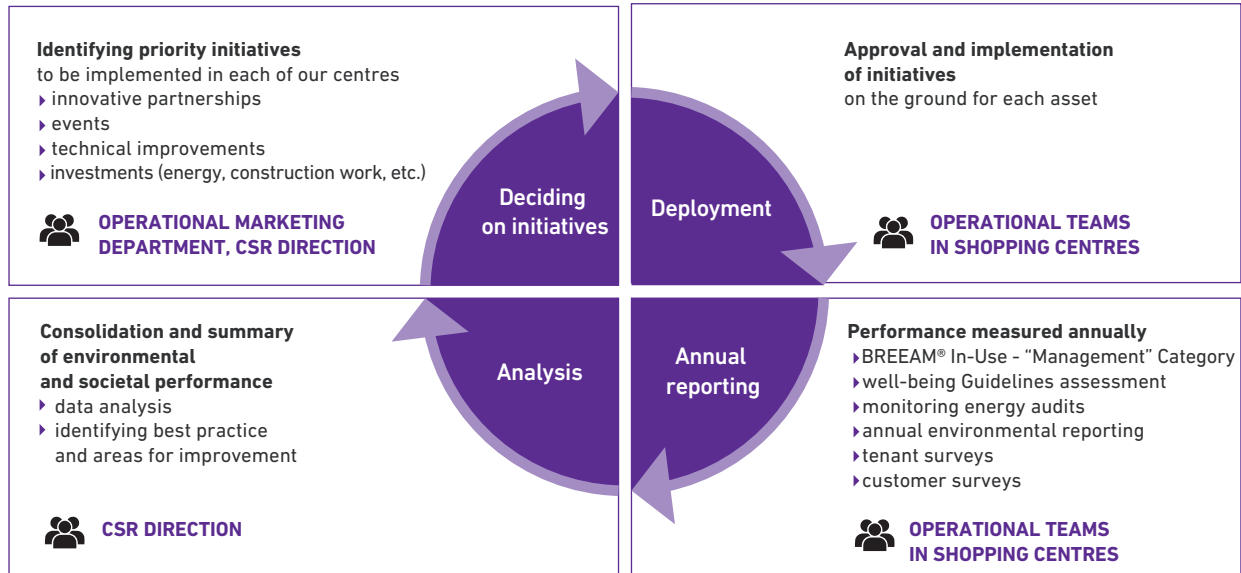 Identifying priority initiatives
to be implemented in each of our centres
innovative partnerships
events
technical improvements
investments (energy, construction work, etc.)
OPERATIONAL MARKETING
DEPARTMENT, CSR DIRECTION
Deciding
on initiatives
Deployment
Approval and implementation
of initiatives
on the ground for each asset
OPERATIONAL TEAMS
IN SHOPPING CENTRES
Consolidation and summary
of environmental
and societal performance
data analysis
identifying best practice
and areas for improvement
CSR DIRECTION
Analysis
Annual
reporting
Performance measured annually
BREEAM® In-Use - “Management” Category
well-being Guidelines assessment
monitoring energy audits
annual environmental reporting
tenant surveys
customer surveys
OPERATIONAL TEAMS
IN SHOPPING CENTRES